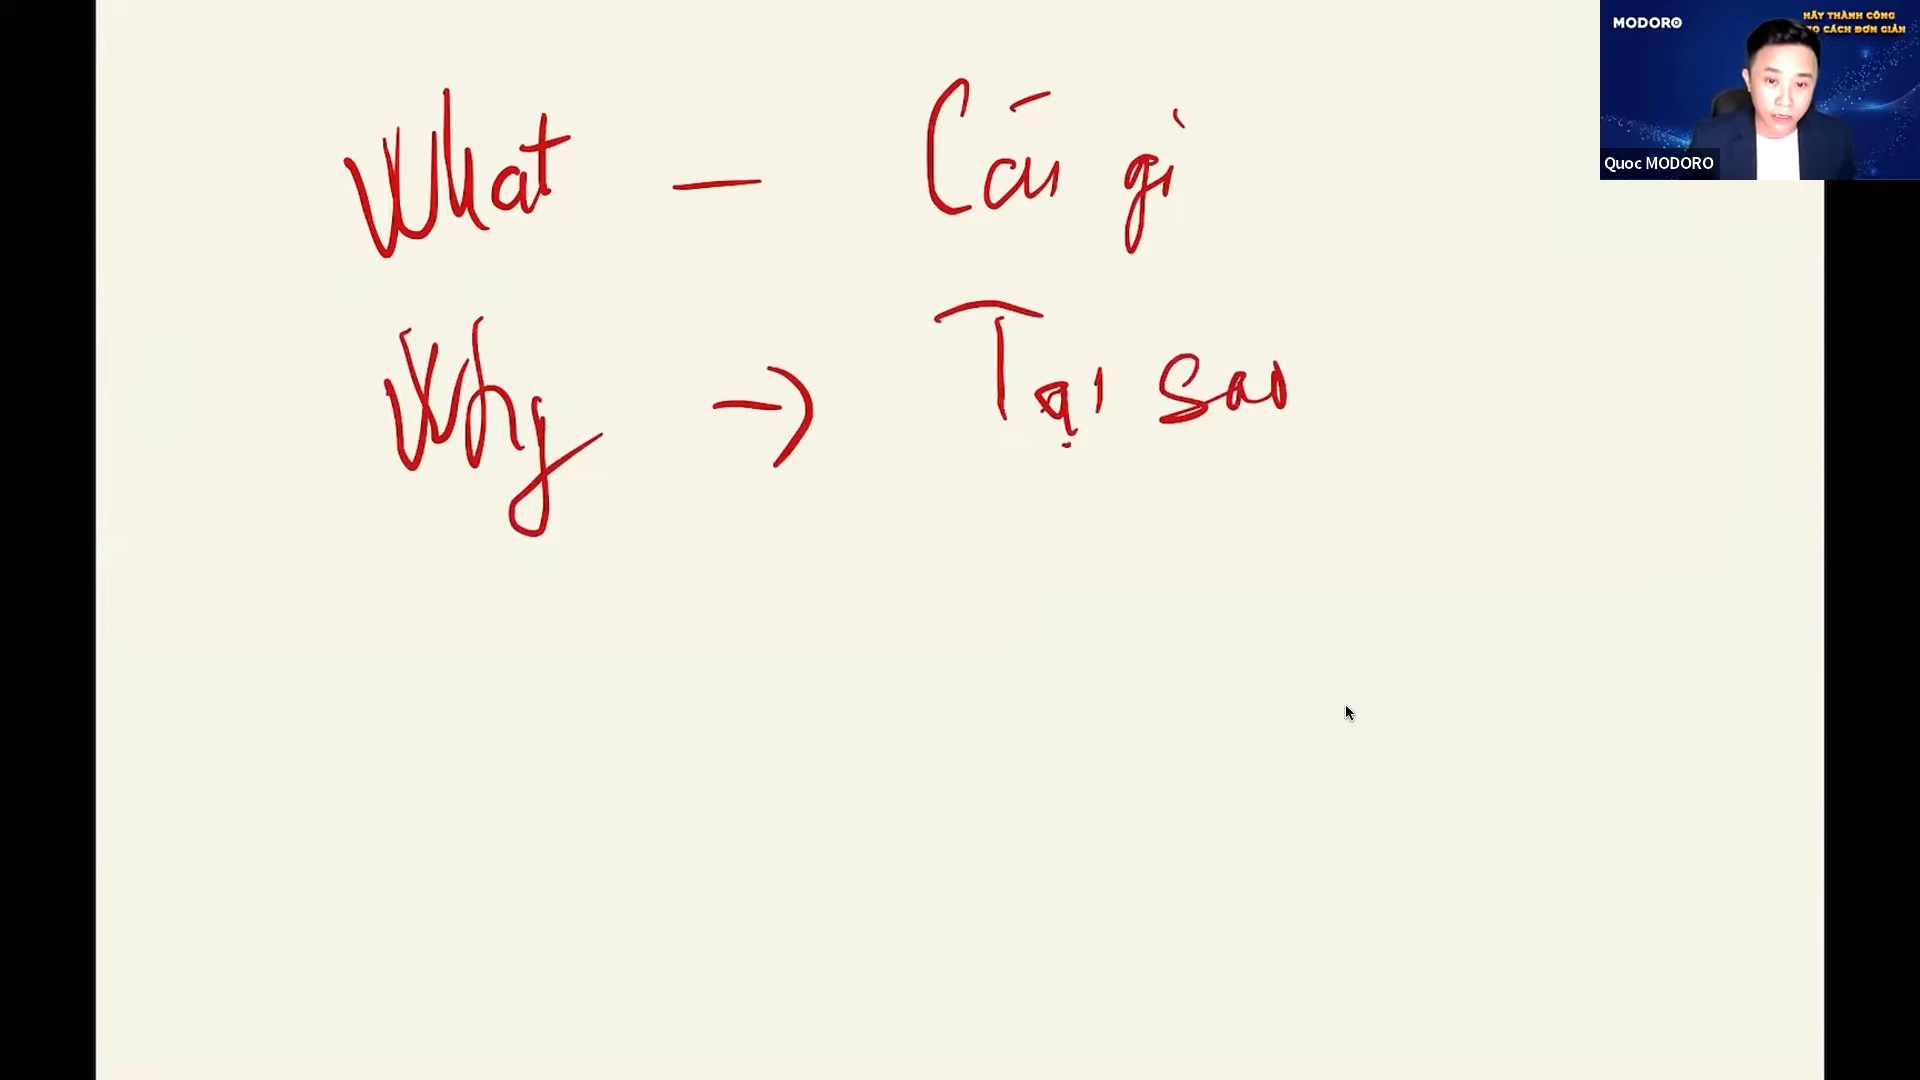 MODORO
HÃY THÀNH CÔNG
O CÁCH ĐƠN GIẢN
Quoc MODORO
What — Cái gì
Why → Tại sao